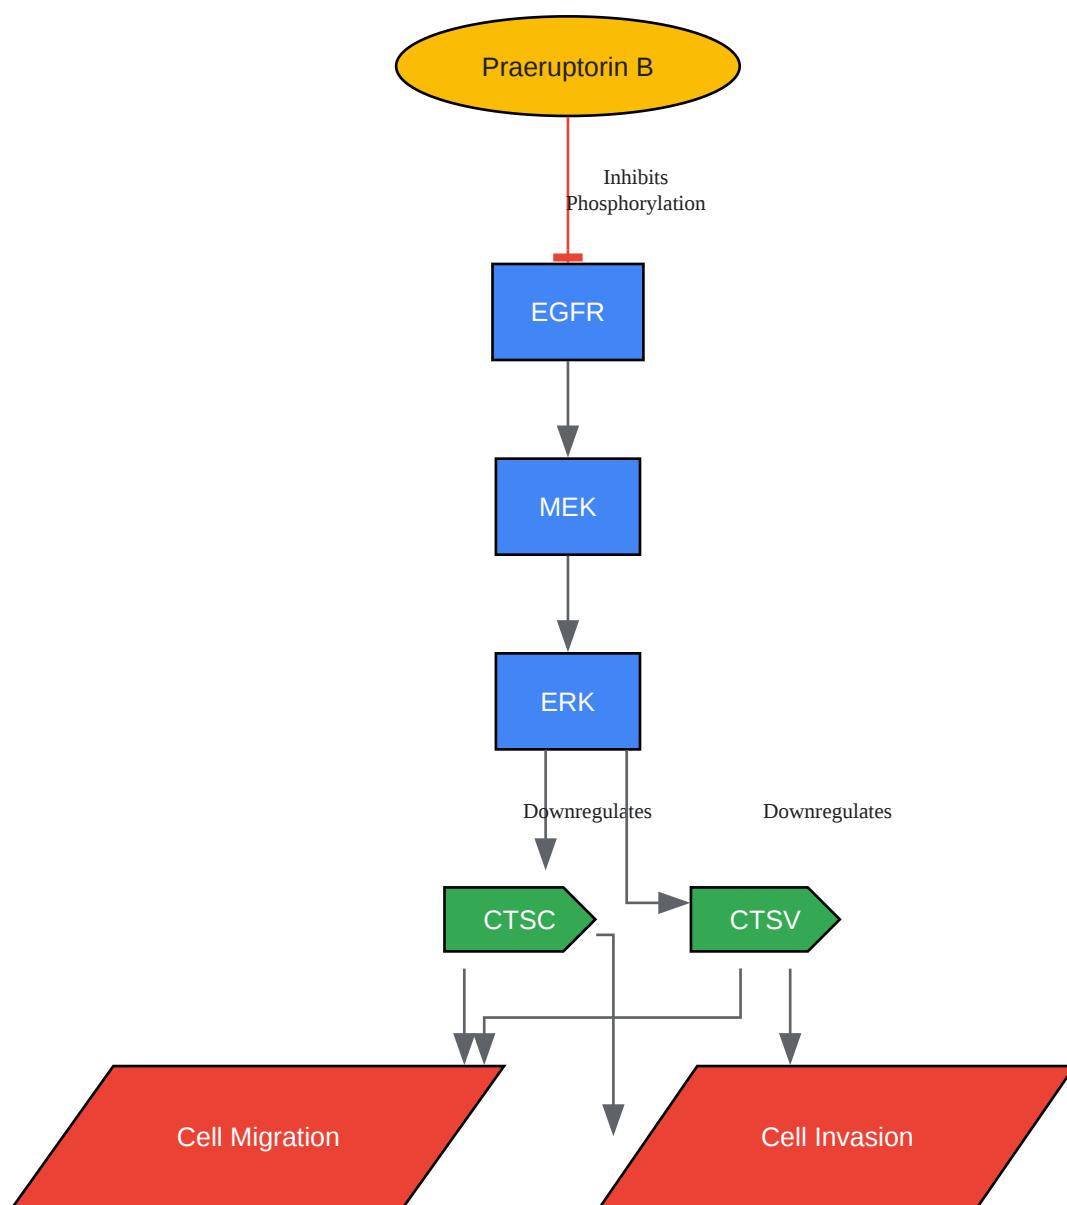 Praeruptorin B
Inhibits
Phosphorylation
EGFR
MEK
ERK
Downregulates
Downregulates
CTSC
CTSV
Cell Migration
Cell Invasion